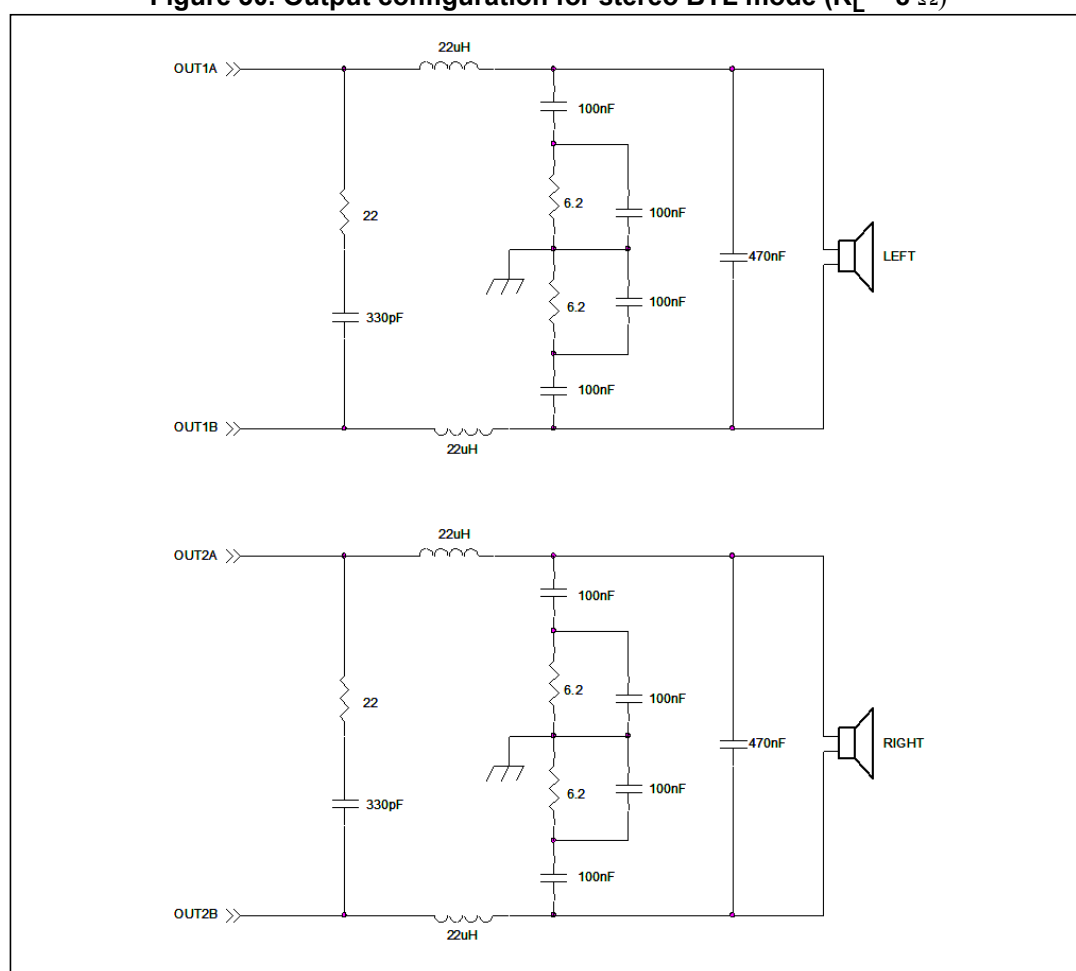 Output configuration for stereo BTL mode
22uH
OUT1A
100nF
6.2
22
100nF
LEFT
470nF
100nF
6.2
330pF
100nF
OUT1B
22uH
22uH
OUT2A
100nF
6.2
22
100nF
RIGHT
470nF
100nF
6.2
330pF
100nF
OUT2B
22uH